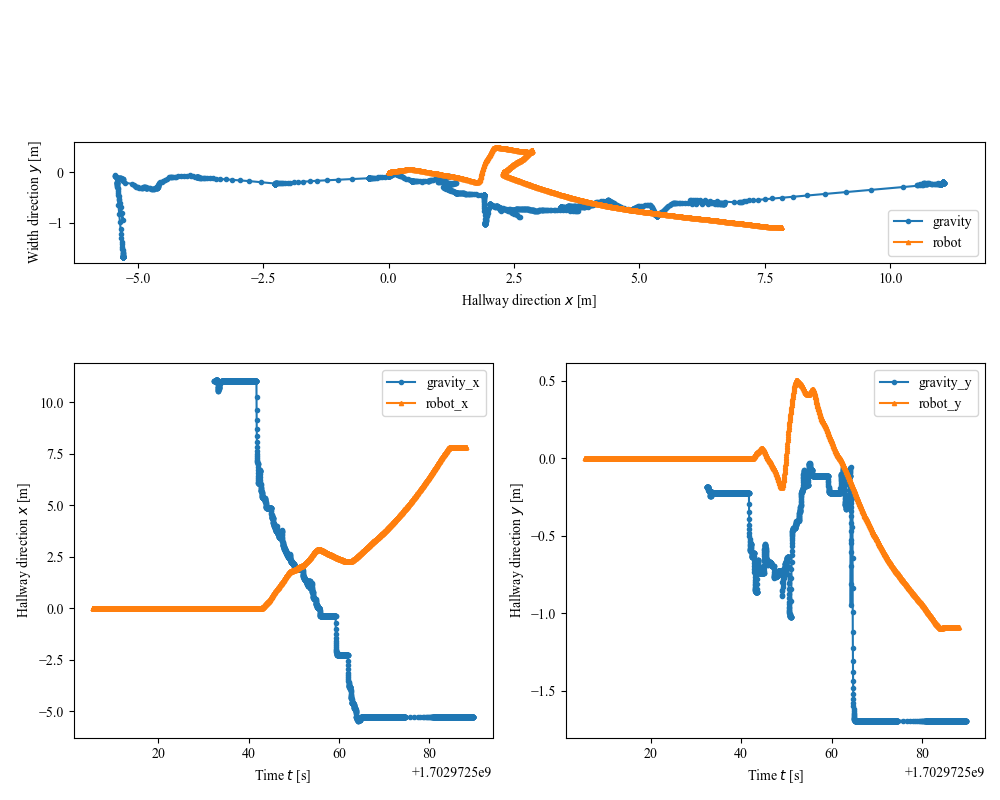 Width direction y [m]
0
−1
−5.0
−2.5
0.0
2.5
5.0
7.5
10.0
Hallway direction x [m]
gravity
robot
Hallway direction x [m]
10.0
7.5
5.0
2.5
0.0
−2.5
−5.0
20
40
60
80
Time t [s]
+1.7029725e9
gravity_x
robot_x
Hallway direction y [m]
0.5
0.0
−0.5
−1.0
−1.5
20
40
60
80
Time t [s]
+1.7029725e9
gravity_y
robot_y